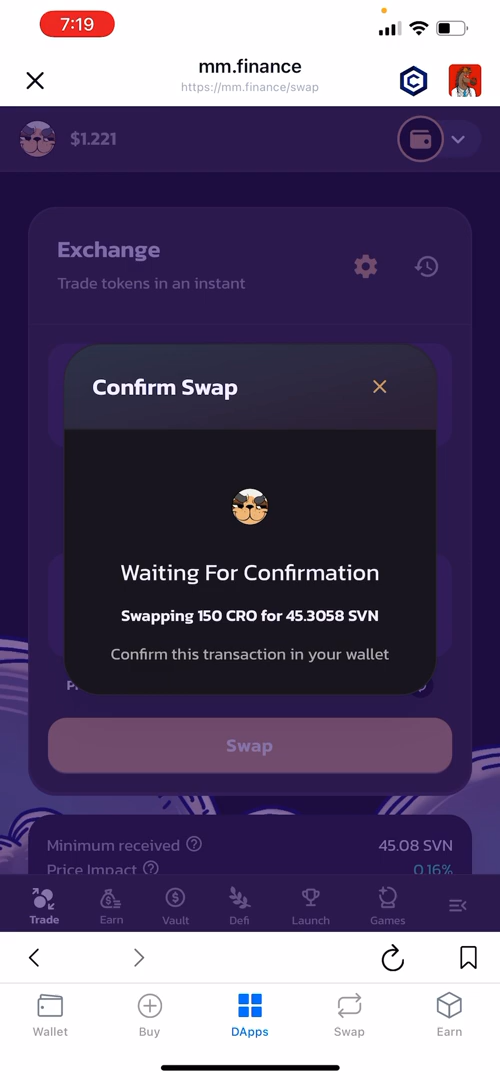 7:19
mm.finance
https://mm.finance/swap
$1.221
Exchange
Trade tokens in an instant
Confirm Swap
Waiting For Confirmation
Swapping 150 CRO for 45.3058 SVN
Confirm this transaction in your wallet
Swap
Minimum received 45.08 SVN
Price Impact 0.16%
Trade Earn Vault Defi Launch Games
Wallet Buy DApps Swap Earn